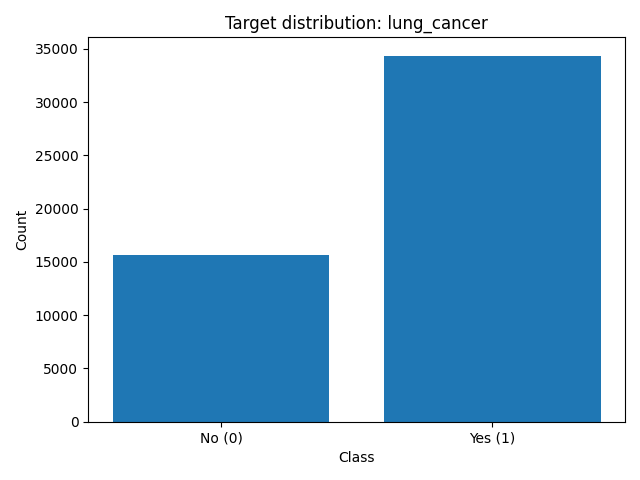 Target distribution: lung_cancer
35000
30000
25000
20000
15000
10000
5000
0
Count
No (0)
Yes (1)
Class